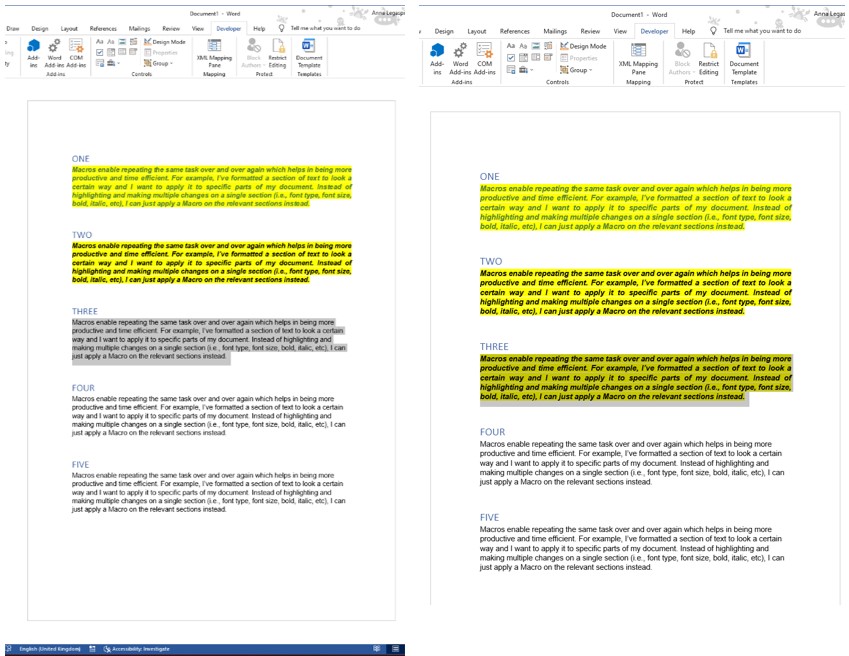 Document1 - Word
Anna Legaspi
Draw Design Layout References Mailings Review View Developer Help Tell me what you want to do
Add-ins Word Add-ins COM Add-ins
Add-ins
Aa Aa
Design Mode
Properties
Group
Controls
XML Mapping Pane
Mapping
Block Authors Restrict Editing
Protect
Document Template
Templates
ONE
Macros enable repeating the same task over and over again which helps in being more
productive and time efficient. For example, I've formatted a section of text to look a
certain way and I want to apply it to specific parts of my document. Instead of
highlighting and making multiple changes on a single section (i.e., font type, font size,
bold, italic, etc), I can just apply a Macro on the relevant sections instead.
TWO
Macros enable repeating the same task over and over again which helps in being more
productive and time efficient. For example, I've formatted a section of text to look a
certain way and I want to apply it to specific parts of my document. Instead of
highlighting and making multiple changes on a single section (i.e., font type, font size,
bold, italic, etc), I can just apply a Macro on the relevant sections instead.
THREE
Macros enable repeating the same task over and over again which helps in being more
productive and time efficient. For example, I've formatted a section of text to look a certain
way and I want to apply it to specific parts of my document. Instead of highlighting and
making multiple changes on a single section (i.e., font type, font size, bold, italic, etc), I can
just apply a Macro on the relevant sections instead.
FOUR
Macros enable repeating the same task over and over again which helps in being more
productive and time efficient. For example, I've formatted a section of text to look a certain
way and I want to apply it to specific parts of my document. Instead of highlighting and
making multiple changes on a single section (i.e., font type, font size, bold, italic, etc), I can
just apply a Macro on the relevant sections instead.
FIVE
Macros enable repeating the same task over and over again which helps in being more
productive and time efficient. For example, I've formatted a section of text to look a certain
way and I want to apply it to specific parts of my document. Instead of highlighting and
making multiple changes on a single section (i.e., font type, font size, bold, italic, etc), I can
just apply a Macro on the relevant sections instead.
English (United Kingdom) Accessibility: Investigate
Document1 - Word
Anna Legas
Design Layout References Mailings Review View Developer Help Tell me what you want to do
Add-ins Word Add-ins COM Add-ins
Add-ins
Aa Aa
Design Mode
Properties
Group
Controls
XML Mapping Pane
Mapping
Block Authors Restrict Editing
Protect
Document Template
Templates
ONE
Macros enable repeating the same task over and over again which helps in being more
productive and time efficient. For example, I've formatted a section of text to look a
certain way and I want to apply it to specific parts of my document. Instead of
highlighting and making multiple changes on a single section (i.e., font type, font size,
bold, italic, etc), I can just apply a Macro on the relevant sections instead.
TWO
Macros enable repeating the same task over and over again which helps in being more
productive and time efficient. For example, I've formatted a section of text to look a
certain way and I want to apply it to specific parts of my document. Instead of
highlighting and making multiple changes on a single section (i.e., font type, font size,
bold, italic, etc), I can just apply a Macro on the relevant sections instead.
THREE
Macros enable repeating the same task over and over again which helps in being more
productive and time efficient. For example, I've formatted a section of text to look a
certain way and I want to apply it to specific parts of my document. Instead of
highlighting and making multiple changes on a single section (i.e., font type, font size,
bold, italic, etc), I can just apply a Macro on the relevant sections instead.
FOUR
Macros enable repeating the same task over and over again which helps in being more
productive and time efficient. For example, I've formatted a section of text to look a certain
way and I want to apply it to specific parts of my document. Instead of highlighting and
making multiple changes on a single section (i.e., font type, font size, bold, italic, etc), I can
just apply a Macro on the relevant sections instead.
FIVE
Macros enable repeating the same task over and over again which helps in being more
productive and time efficient. For example, I've formatted a section of text to look a certain
way and I want to apply it to specific parts of my document. Instead of highlighting and
making multiple changes on a single section (i.e., font type, font size, bold, italic, etc), I can
just apply a Macro on the relevant sections instead.